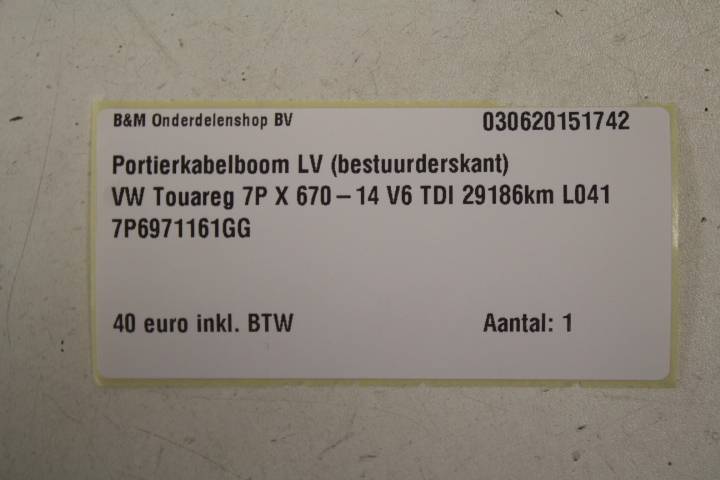 B&M Onderdelenshop BV 030620151742
Portierkabelboom LV (bestuurderskant)
VW Touareg 7P X 670-14 V6 TDI 29186km L041
7P6971161GG
40 euro inkl. BTW Aantal: 1